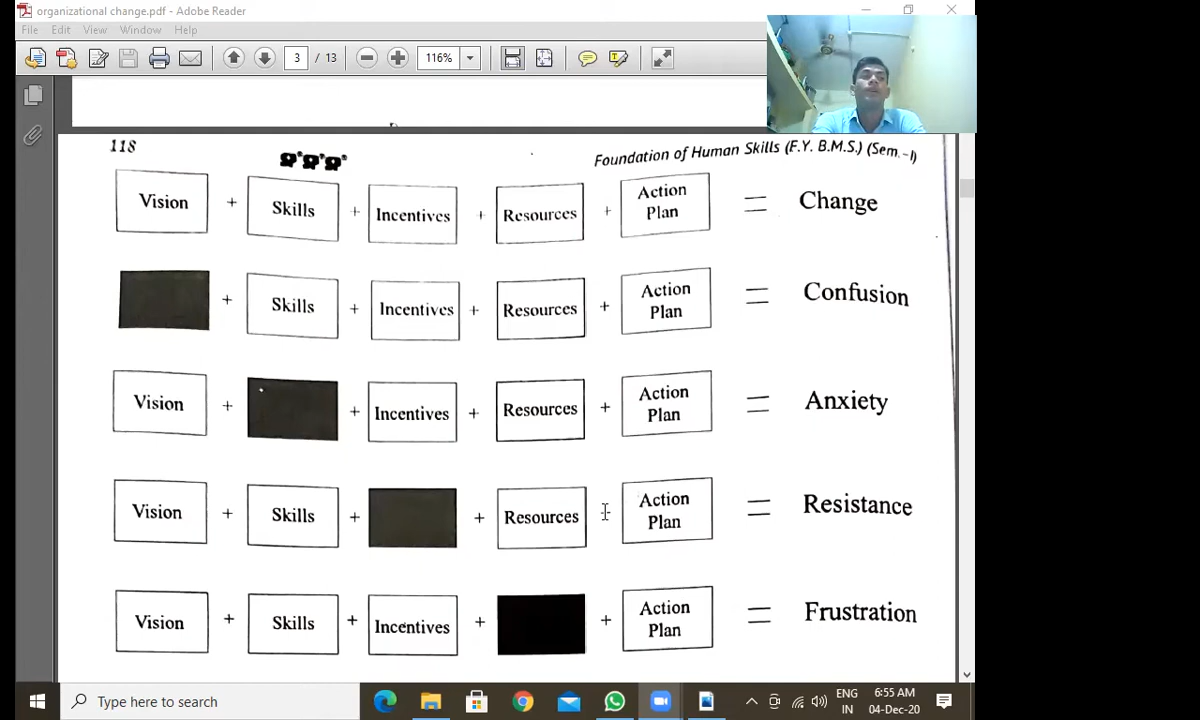 organizational change.pdf - Adobe Reader
File Edit View Window Help
3 / 13 116%
118
Foundation of Human Skills (F.Y. B.M.S.) (Sem.-I)
Vision + Skills + Incentives + Resources + Action Plan = Change
+ Skills + Incentives + Resources + Action Plan = Confusion
Vision + + Incentives + Resources + Action Plan = Anxiety
Vision + Skills + + Resources Action Plan = Resistance
Vision + Skills + Incentives + + Action Plan = Frustration
Type here to search
ENG 6:55 AM
IN 04-Dec-20